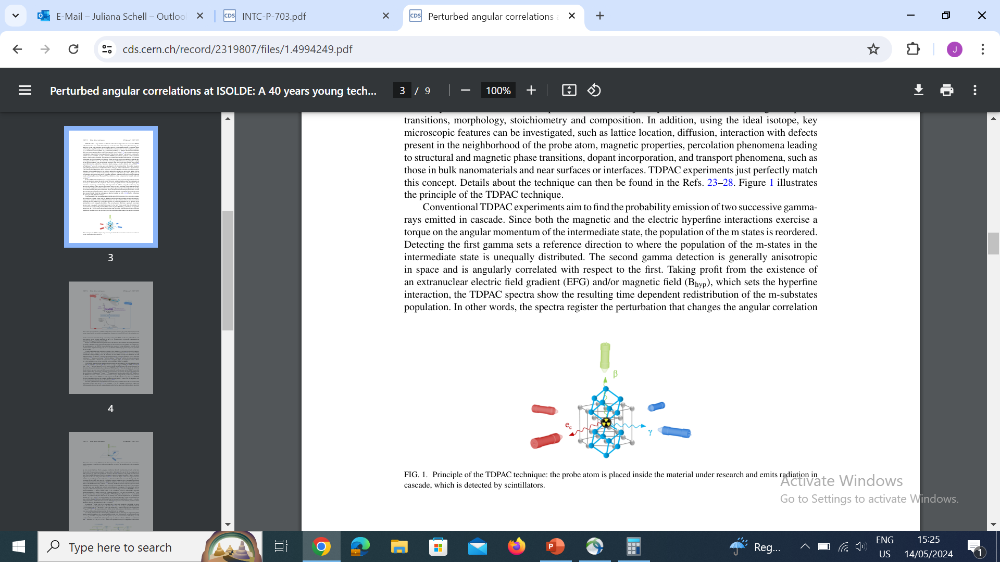 E-Mail – Juliana Schell – Outloo
CDS
INTC-P-703.pdf
CDS
Perturbed angular correlations a
cds.cern.ch/record/2319807/files/1.4994249.pdf
J
Perturbed angular correlations at ISOLDE: A 40 years young tech...
3 / 9
100%
transitions, morphology, stoichiometry and composition. In addition, using the ideal isotope, key
microscopic features can be investigated, such as lattice location, diffusion, interaction with defects
present in the neighborhood of the probe atom, magnetic properties, percolation phenomena leading
to structural and magnetic phase transitions, dopant incorporation, and transport phenomena, such as
those in bulk nanomaterials and near surfaces or interfaces. TDPAC experiments just perfectly match
this concept. Details about the technique can then be found in the Refs. 23–28. Figure 1 illustrates
the principle of the TDPAC technique.
Conventional TDPAC experiments aim to find the probability emission of two successive gamma-
rays emitted in cascade. Since both the magnetic and the electric hyperfine interactions exercise a
torque on the angular momentum of the intermediate state, the population of the m states is reordered.
Detecting the first gamma sets a reference direction to where the population of the m-states in the
intermediate state is unequally distributed. The second gamma detection is generally anisotropic
in space and is angularly correlated with respect to the first. Taking profit from the existence of
an extranuclear electric field gradient (EFG) and/or magnetic field (Bhyp), which sets the hyperfine
interaction, the TDPAC spectra show the resulting time dependent redistribution of the m-substates
population. In other words, the spectra register the perturbation that changes the angular correlation
β
ec
γ
FIG. 1. Principle of the TDPAC technique: the probe atom is placed inside the material under research and emits radiation in
cascade, which is detected by scintillators.
3
4
Activate Windows
Go to Settings to activate Windows.
Type here to search
P
Reg...
ENG
US
15:25
14/05/2024
1